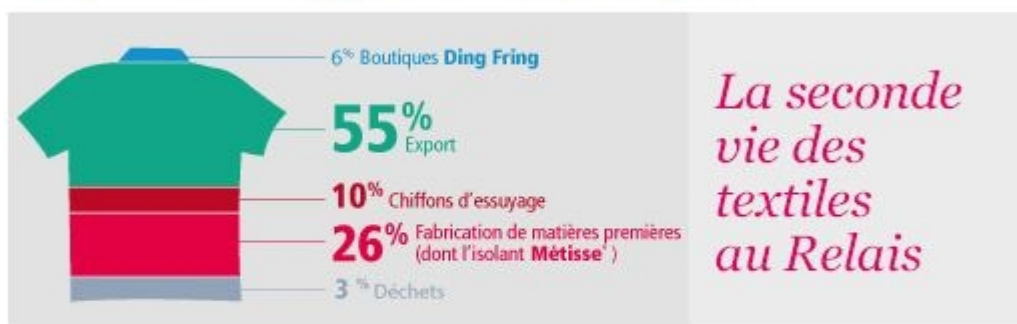 6% Boutiques Ding Fring
55% Export
10% Chiffons d'essuyage
26% Fabrication de matières premières
(dont l'isolant Mètisse®)
3 % Déchets
La seconde
vie des
textiles
au Relais